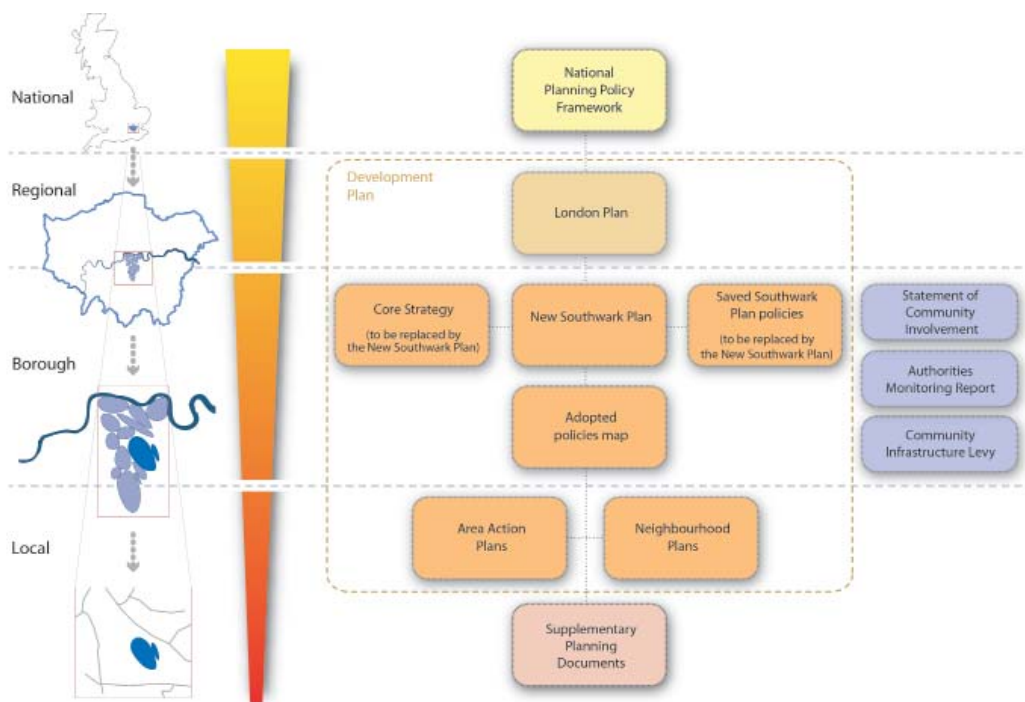 National
National
Planning Policy
Framework
Regional
Development
Plan
London Plan
Borough
Core Strategy
(to be replaced by
the New Southwark Plan)
New Southwark Plan
Saved Southwark
Plan policies
(to be replaced by
the New Southwark Plan)
Statement of
Community
Involvement
Authorities
Monitoring Report
Adopted
policies map
Community
Infrastructure Levy
Local
Area Action
Plans
Neighbourhood
Plans
Supplementary
Planning
Documents